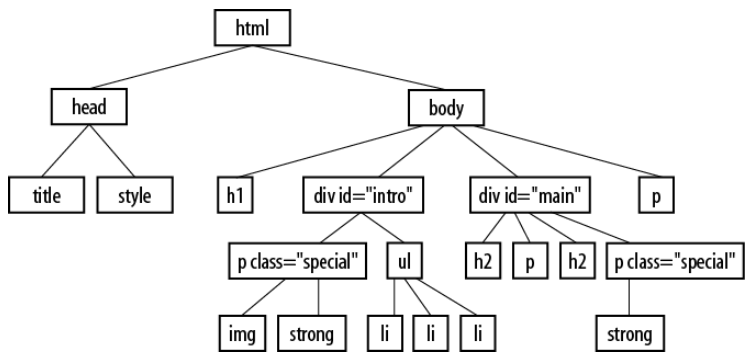 html
head body
title style h1 div id="intro" div id="main" p
p class="special" ul h2 p h2 p class="special"
img strong li li li strong